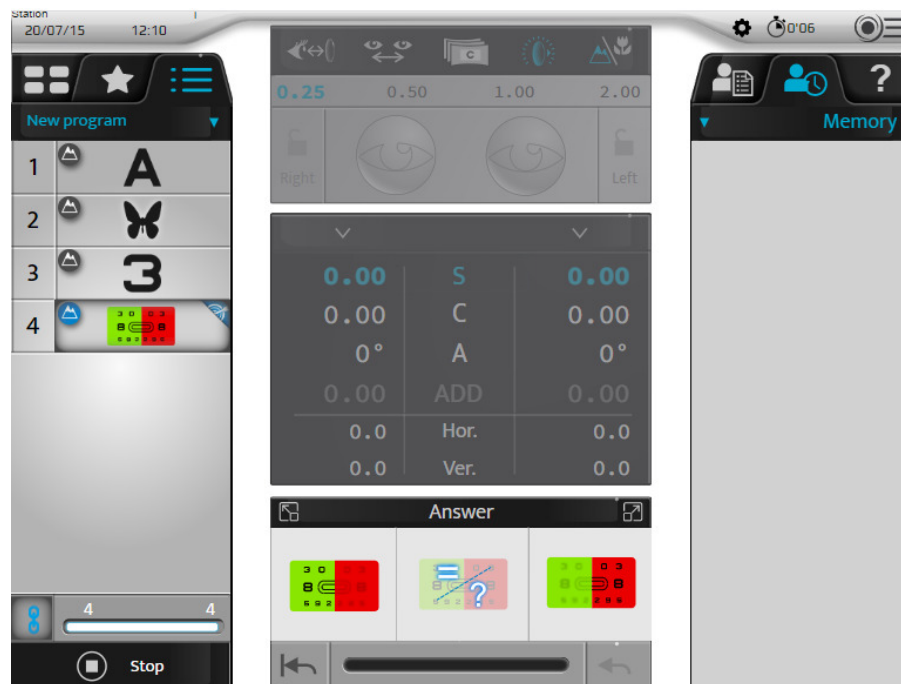 Station
20/07/15 12:10
0'06
New program
1 A
2
3 3
4
4 4
Stop
C
0.25 0.50 1.00 2.00
Right Left
0.00 S 0.00
0.00 C 0.00
0° A 0°
0.00 ADD 0.00
0.0 Hor. 0.0
0.0 Ver. 0.0
Answer
?
Memory